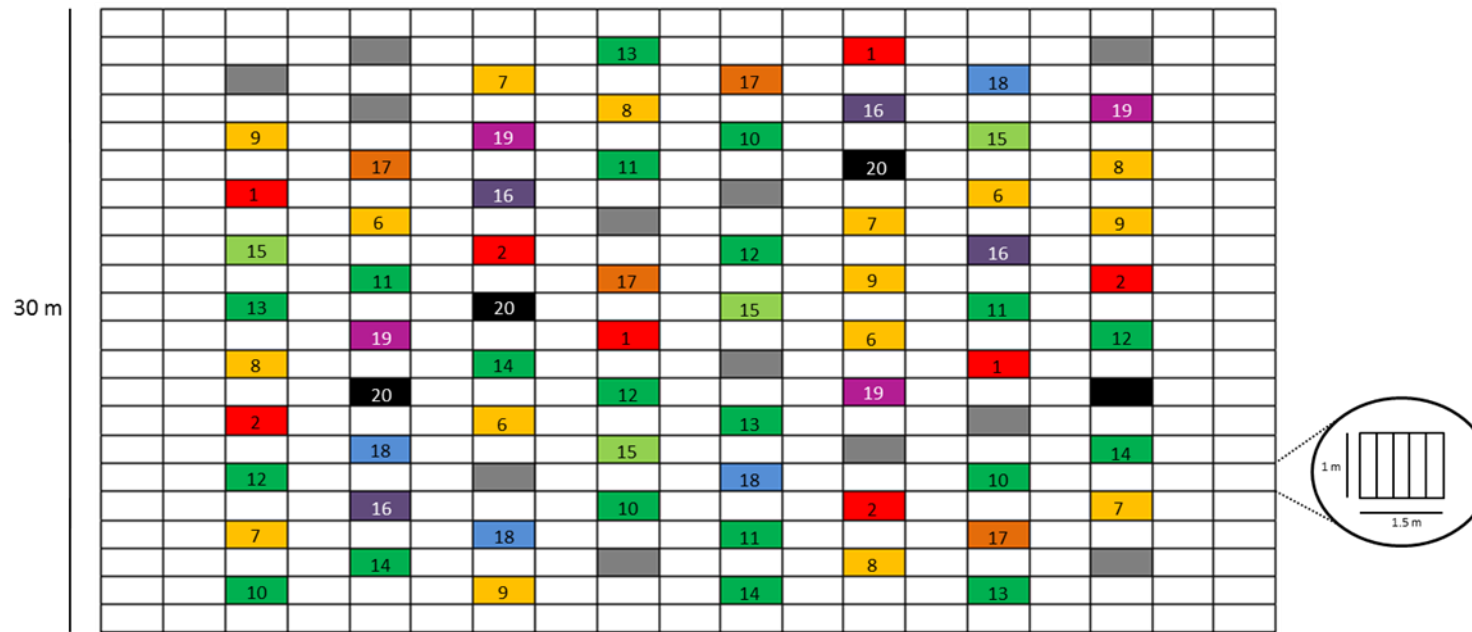 13 1
7 17 18
8 16 19
9 19 10 15
17 11 20 8
1 16 6
6 7 9
15 2 12 16
11 17 9 2
30 m
13 20 15 11
19 1 6 12
8 14 1
20 12 19
2 6 13
18 15 14
1 m
12 18 10
16 10 2 7
1.5 m
7 18 11 17
14 8
10 9 14 13